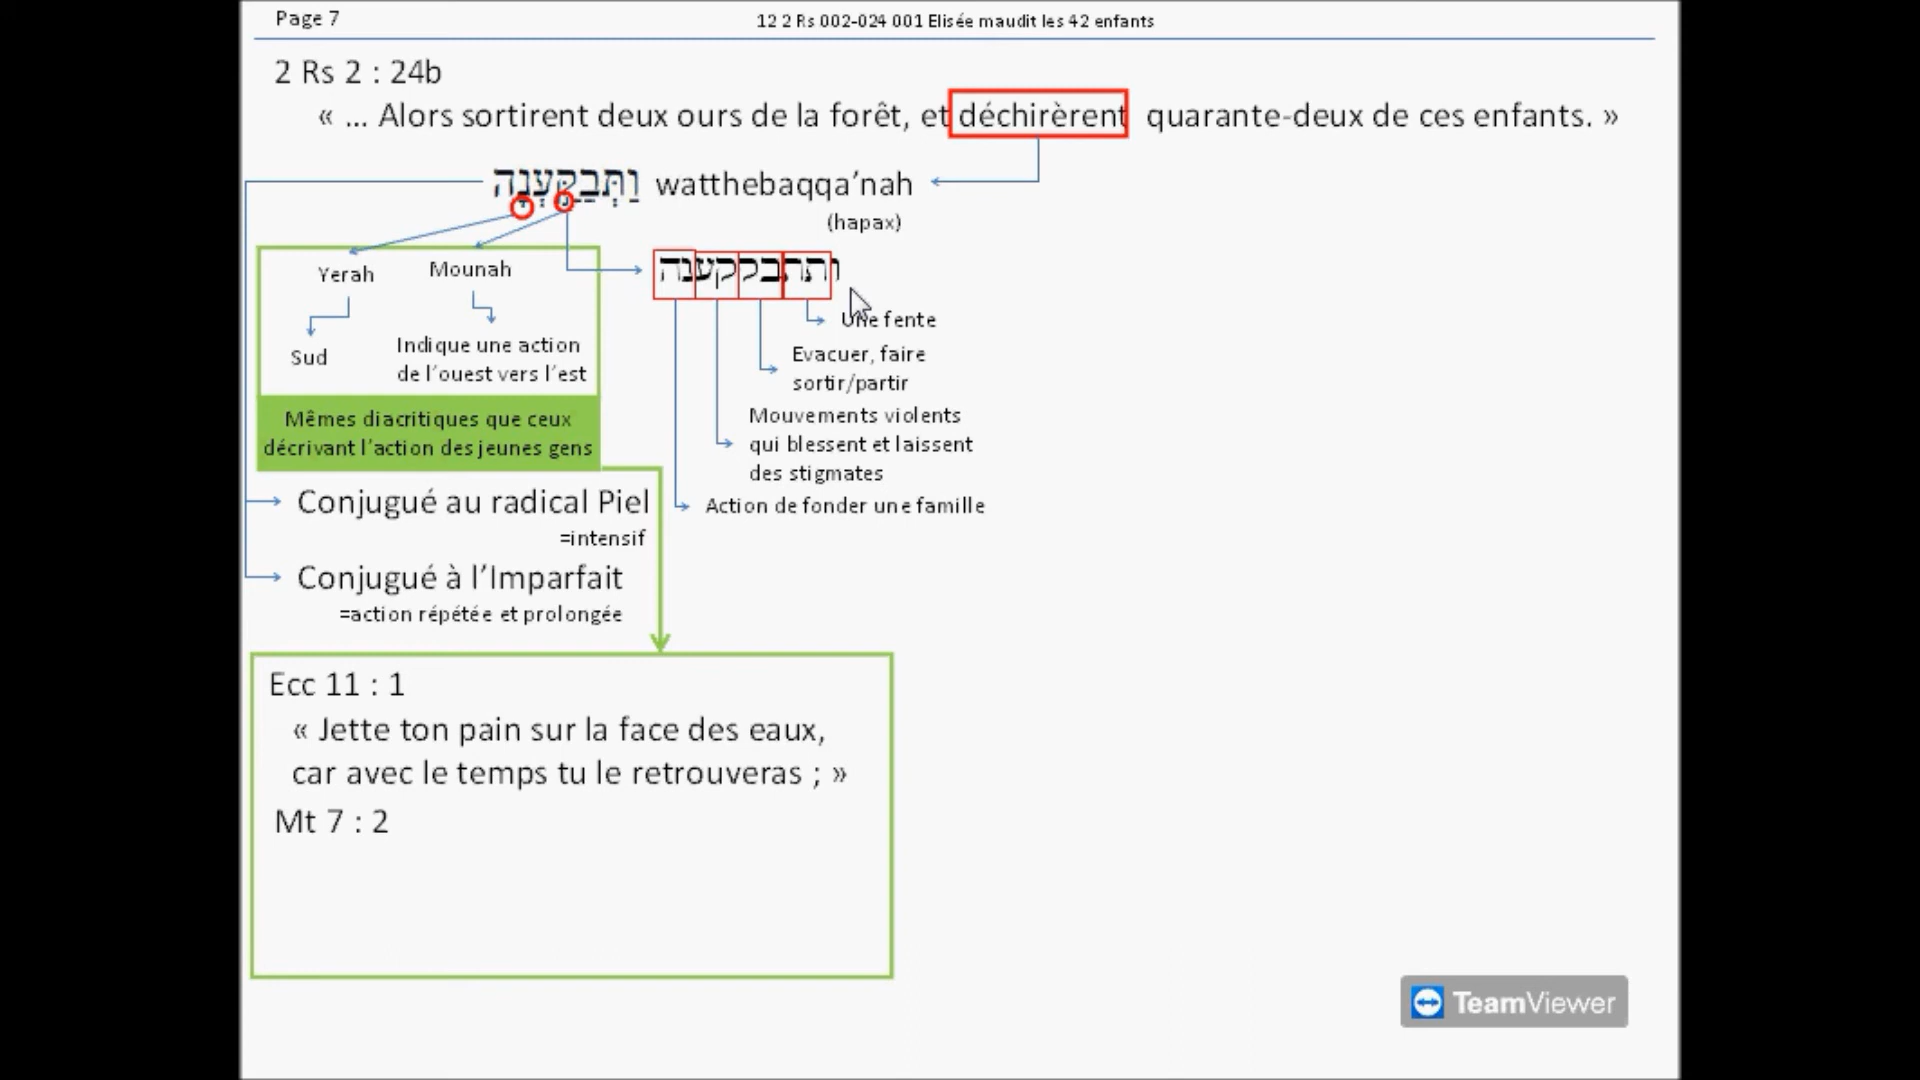 Page 7
12 2 Rs 002-024 001 Elisée maudit les 42 enfants
2 Rs 2 : 24b
« ... Alors sortirent deux ours de la forêt, et déchirèrent quarante-deux de ces enfants. »
וַתְּבַקַּעְנָה watthebaqqa’nah
(hapax)
ותתבקקענה
Yerah
Mounah
Une fente
Sud
Indique une action
de l’ouest vers l’est
Evacuer, faire
sortir/partir
Mêmes diacritiques que ceux
décrivant l’action des jeunes gens
Mouvements violents
qui blessent et laissent
des stigmates
Action de fonder une famille
Conjugué au radical Piel
=intensif
Conjugué à l’Imparfait
=action répétée et prolongée
Ecc 11 : 1
« Jette ton pain sur la face des eaux,
car avec le temps tu le retrouveras ; »
Mt 7 : 2
TeamViewer